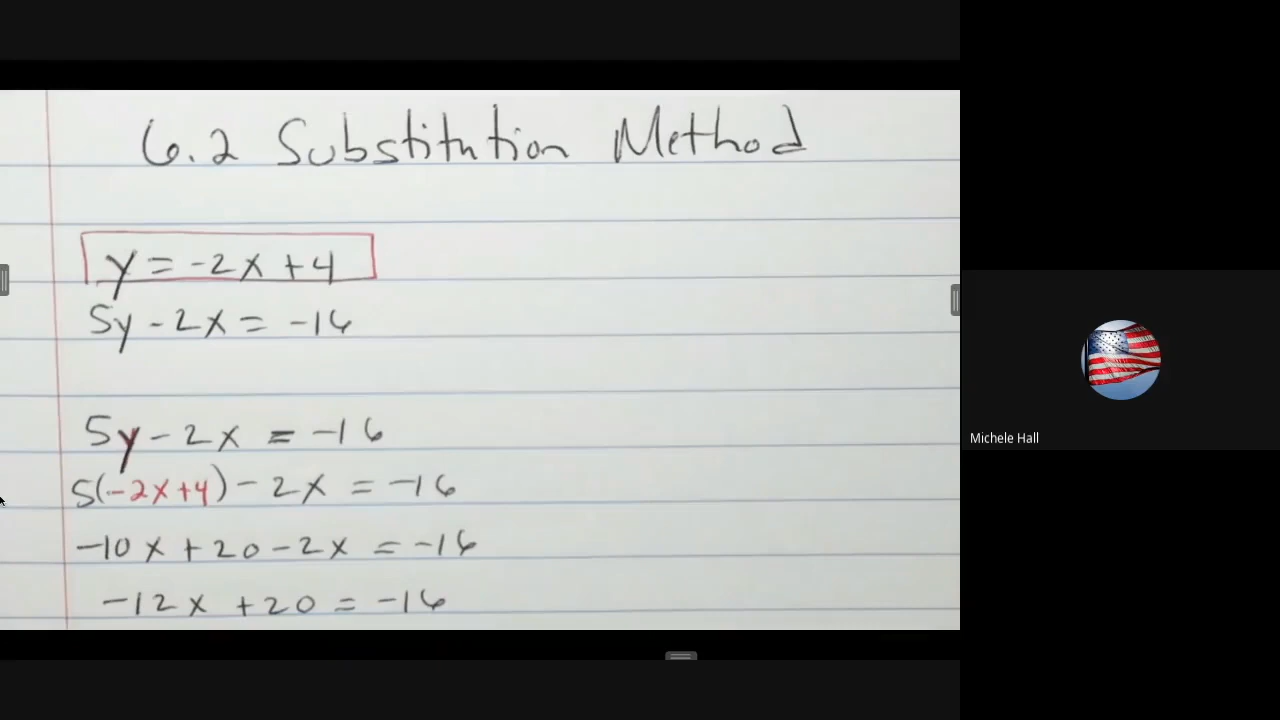 6.2 Substitution Method
y = -2x +4
5y - 2x = -16
5y - 2x = -16
5(-2x+4) - 2x = -16
-10x + 20 - 2x = -16
-12x + 20 = -16
Michele Hall